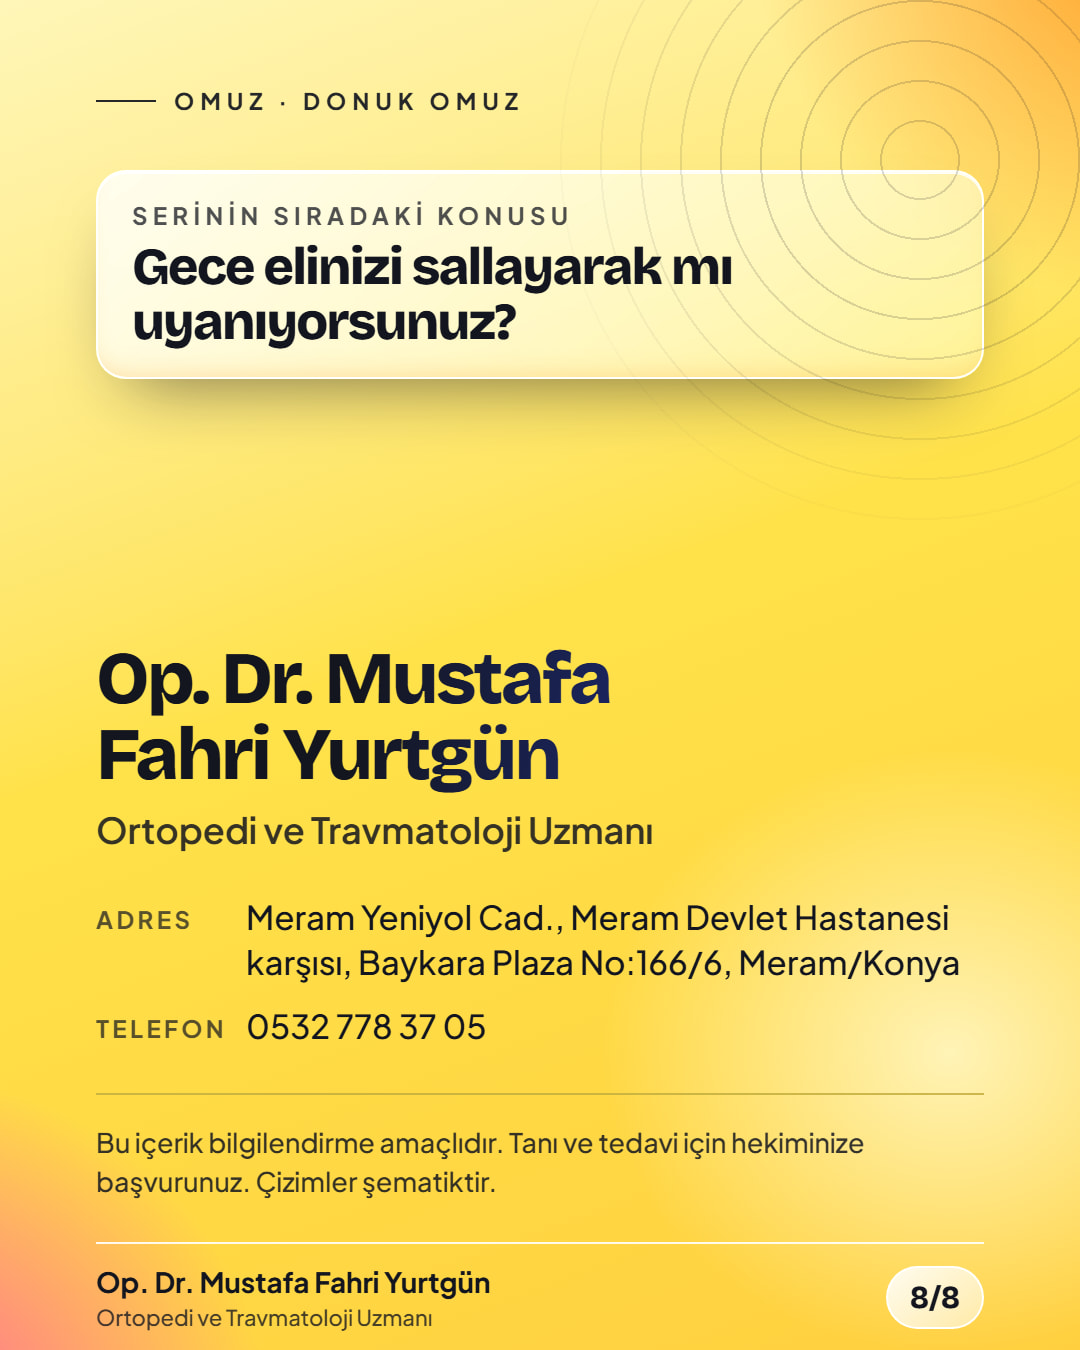 OMUZ · DONUK OMUZ
SERİNİN SIRADAKİ KONUSU
Gece elinizi sallayarak mı
uyanıyorsunuz?
Op. Dr. Mustafa
Fahri Yurtgün
Ortopedi ve Travmatoloji Uzmanı
ADRES Meram Yeniyol Cad., Meram Devlet Hastanesi
karşısı, Baykara Plaza No:166/6, Meram/Konya
TELEFON 0532 778 37 05
Bu içerik bilgilendirme amaçlıdır. Tanı ve tedavi için hekiminize
başvurunuz. Çizimler şematiktir.
Op. Dr. Mustafa Fahri Yurtgün
Ortopedi ve Travmatoloji Uzmanı
8/8